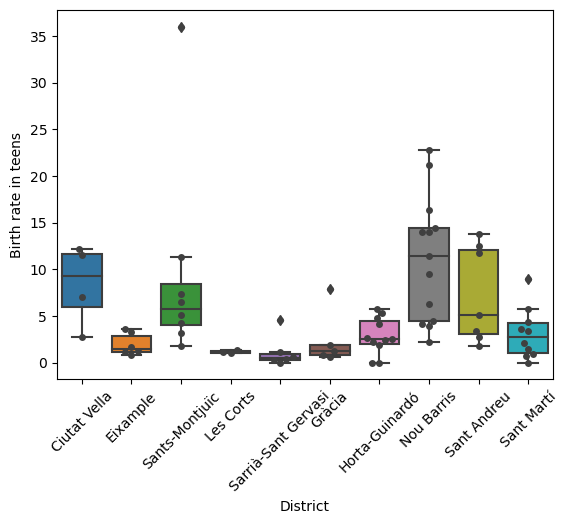 Birth rate in teens
35
30
25
20
15
10
5
0
Ciutat Vella
Eixample
Sants-Montjuïc
Les Corts
Sarrià-Sant Gervasi
Gràcia
Horta-Guinardó
Nou Barris
Sant Andreu
Sant Martí
District